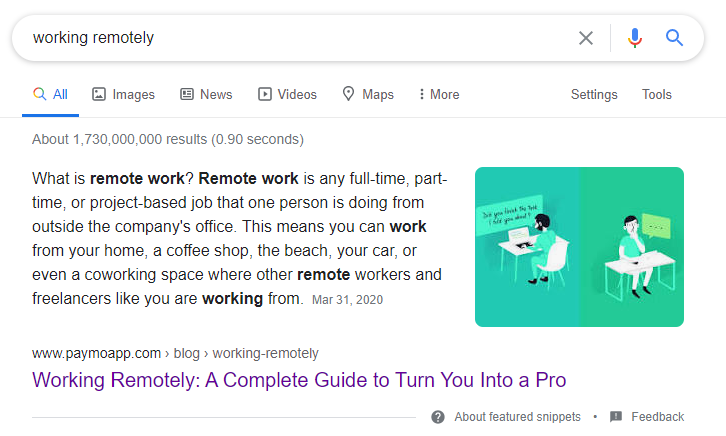 working remotely
All Images News Videos Maps More Settings Tools
About 1,730,000,000 results (0.90 seconds)
What is remote work? Remote work is any full-time, part-
time, or project-based job that one person is doing from
outside the company's office. This means you can work
from your home, a coffee shop, the beach, your car, or
even a coworking space where other remote workers and
freelancers like you are working from. Mar 31, 2020
Did you finish the task
I told you about?
www.paymoapp.com › blog › working-remotely
Working Remotely: A Complete Guide to Turn You Into a Pro
About featured snippets • Feedback